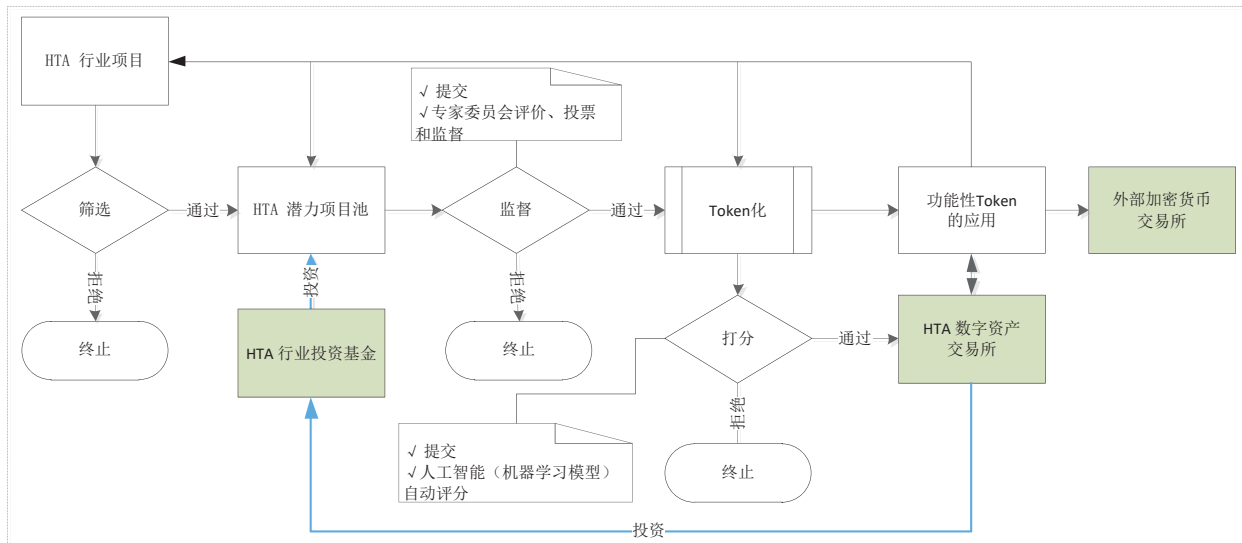 HTA 行业项目
√ 提交
√专家委员会评价、投票
和监督
筛选
通过
HTA 潜力项目池
监督
通过
Token化
功能性Token
的应用
外部加密货币
交易所
拒绝
投资
拒绝
终止
HTA 行业投资基金
终止
打分
通过
HTA 数字资产
交易所
拒绝
√ 提交
√人工智能（机器学习模型）
自动评分
终止
投资